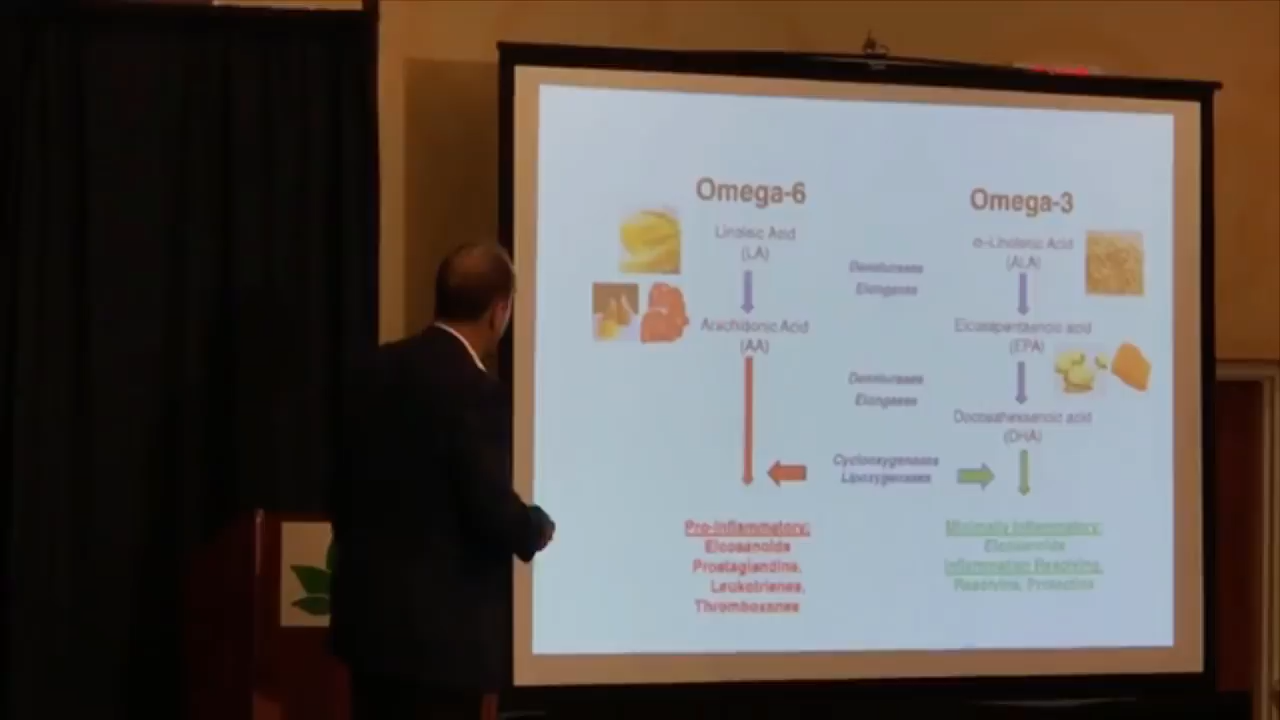 Omega-6
Linoleic Acid
(LA)
Arachidonic Acid
(AA)
Pro-Inflammatory:
Eicosanoids
Prostaglandins,
Leukotrienes,
Thromboxanes
Desaturases
Elongases
Desaturases
Elongases
Cyclooxygenases
Lipoxygenases
Omega-3
α-Linolenic Acid
(ALA)
Eicosapentaenoic acid
(EPA)
Docosahexaenoic acid
(DHA)
Minimally Inflammatory:
Eicosanoids
Inflammation Resolving:
Resolvins, Protectins